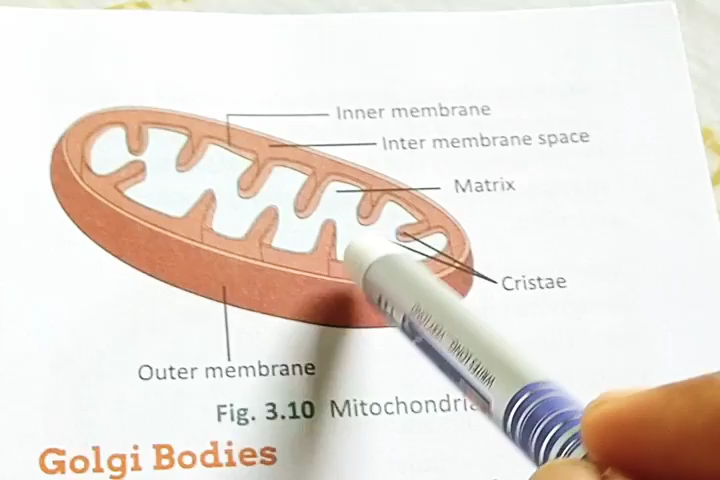 Inner membrane
Inter membrane space
Matrix
Cristae
Outer membrane
Fig. 3.10 Mitochondria
Golgi Bodies